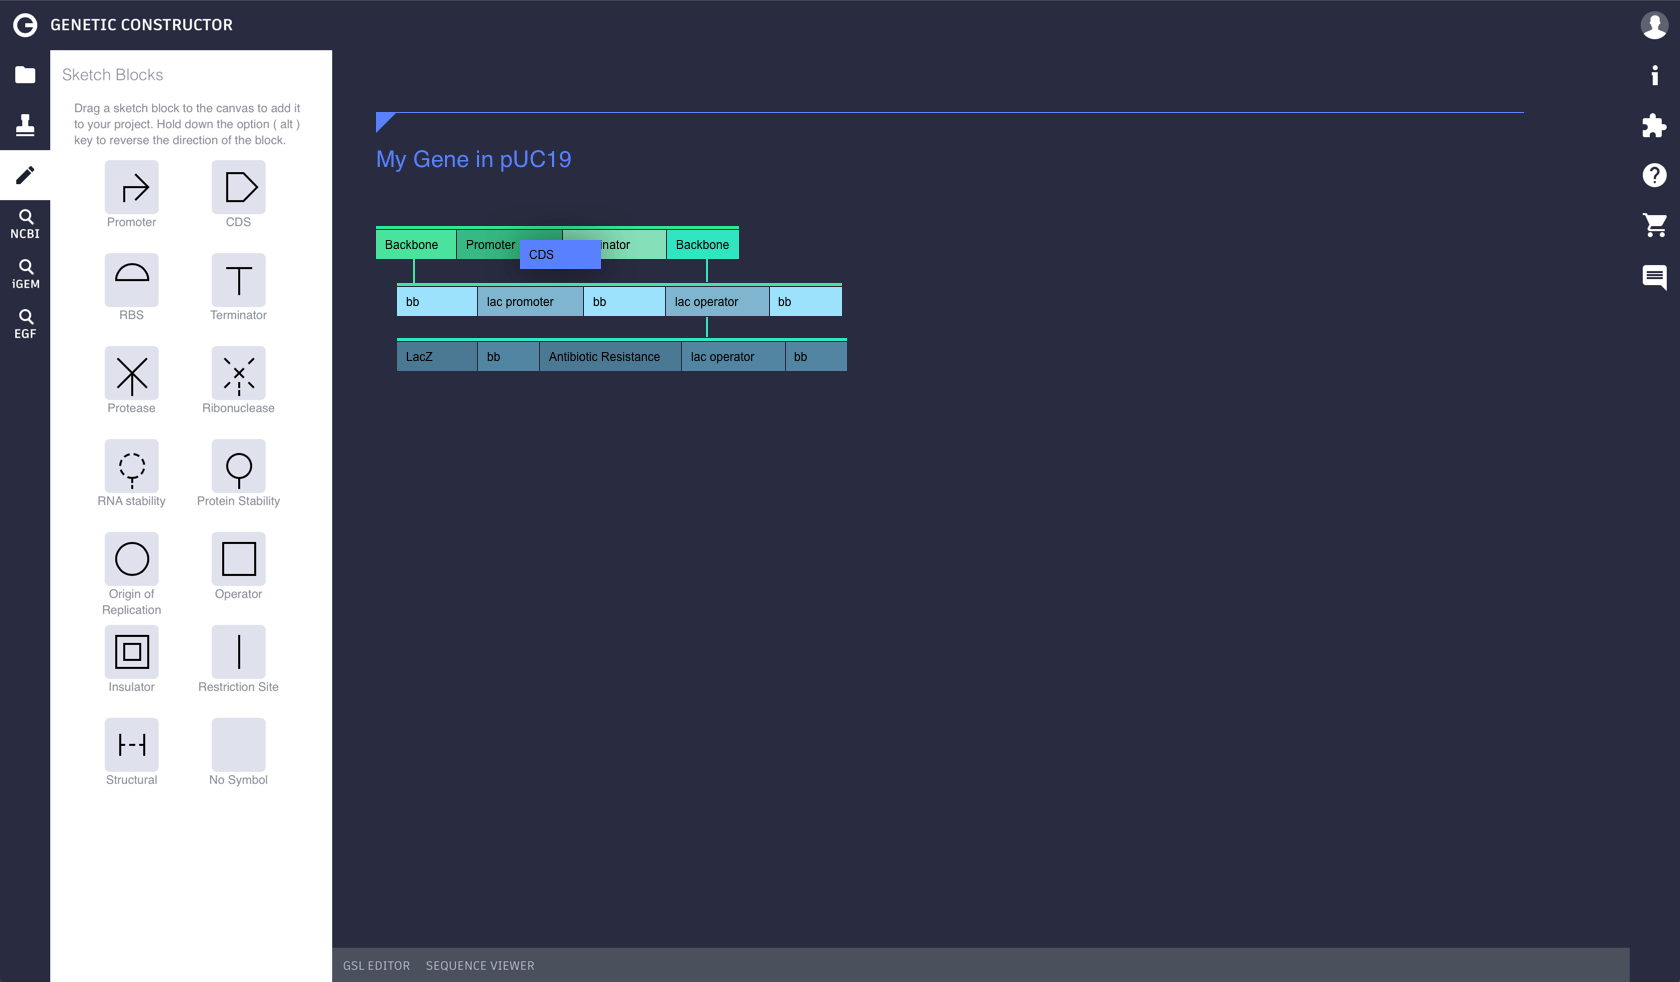 GENETIC CONSTRUCTOR
Sketch Blocks
Drag a sketch block to the canvas to add it
to your project. Hold down the option ( alt )
key to reverse the direction of the block.
Promoter
CDS
RBS
Terminator
Protease
Ribonuclease
RNA stability
Protein Stability
Origin of
Replication
Operator
Insulator
Restriction Site
Structural
No Symbol
NCBI
iGEM
EGF
My Gene in pUC19
Backbone
Promoter
CDS
inator
Backbone
bb
lac promoter
bb
lac operator
bb
LacZ
bb
Antibiotic Resistance
lac operator
bb
GSL EDITOR
SEQUENCE VIEWER